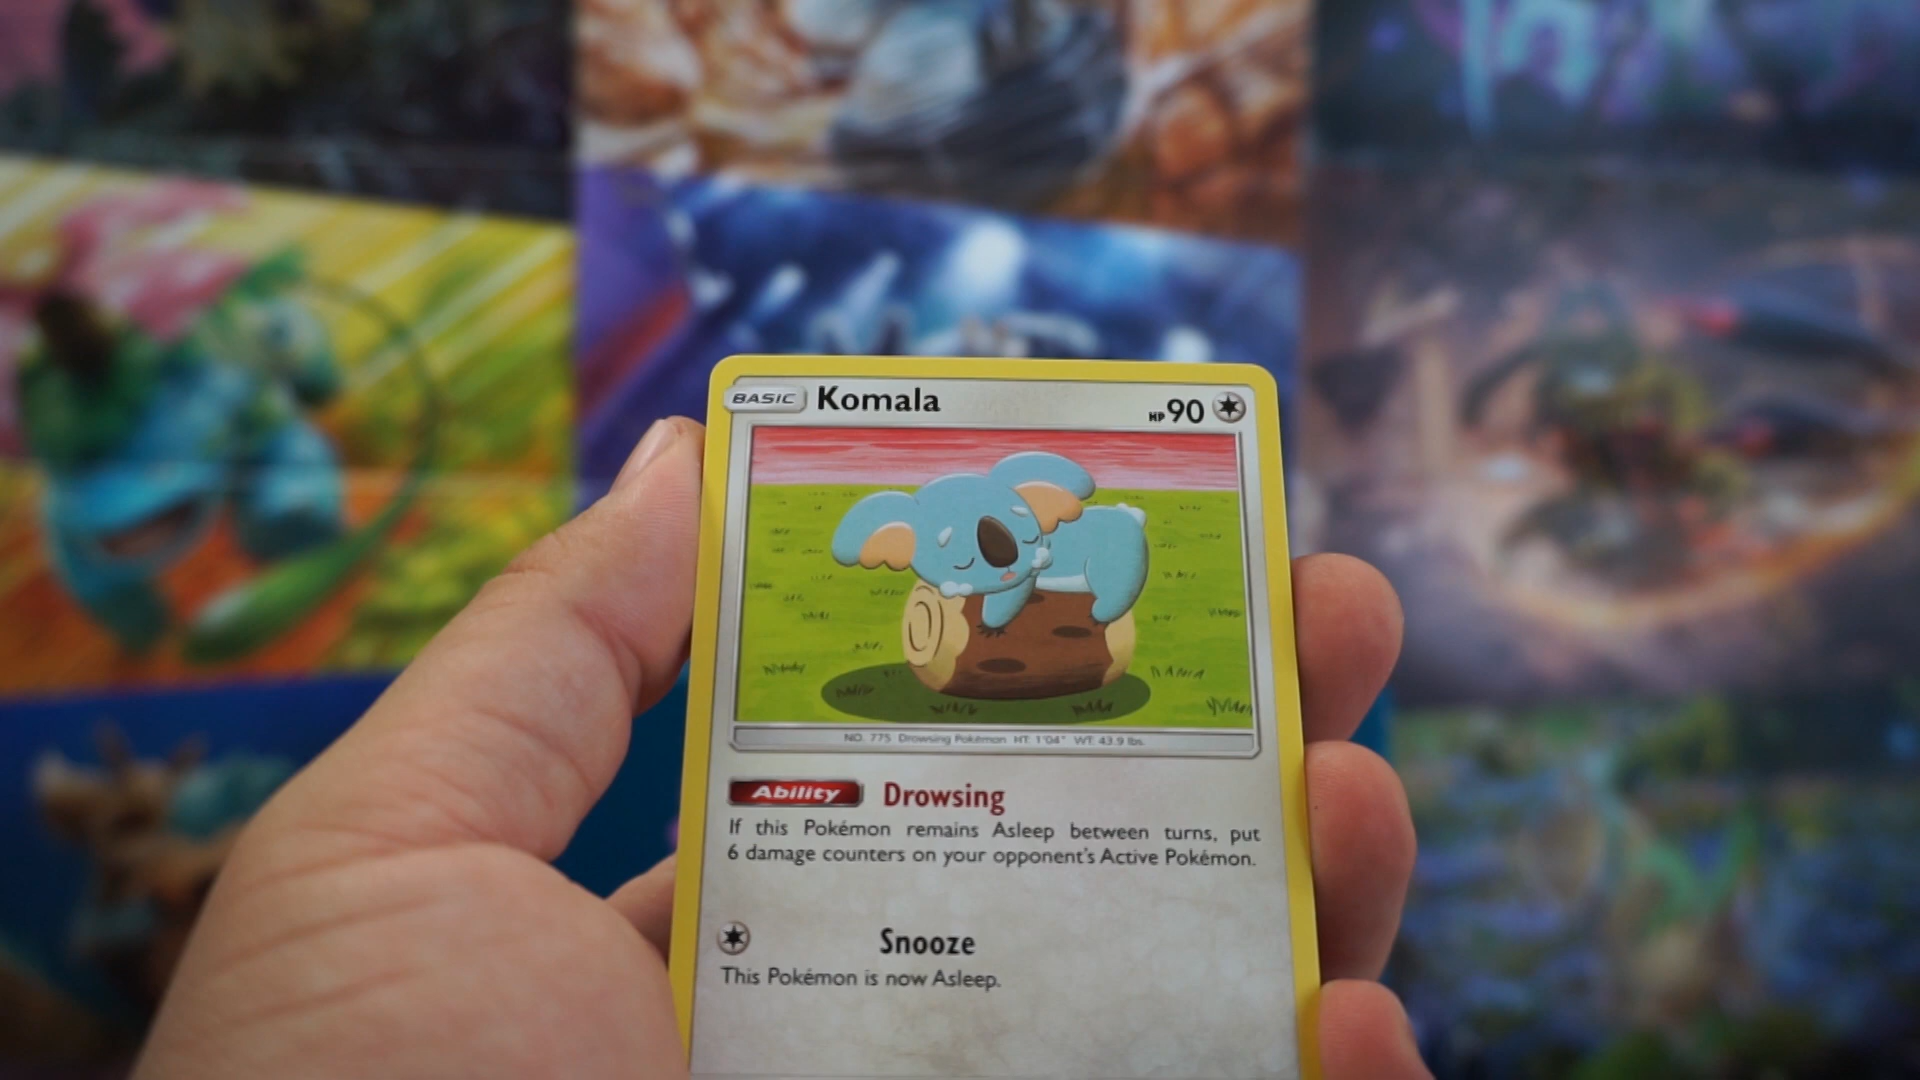 BASIC Komala HP 90
NO. 775 Drowsing Pokémon HT: 1'04" WT: 43.9 lbs.
Ability Drowsing
If this Pokémon remains Asleep between turns, put
6 damage counters on your opponent's Active Pokémon.
Snooze
This Pokémon is now Asleep.